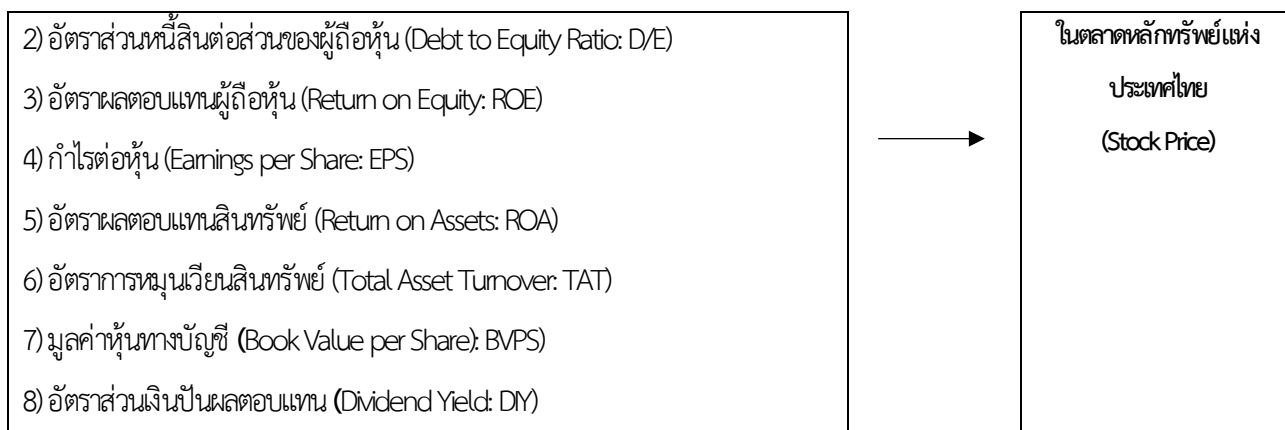 2) อัตราส่วนหนี้สินต่อส่วนของผู้ถือหุ้น (Debt to Equity Ratio: D/E)
3) อัตราผลตอบแทนผู้ถือหุ้น (Return on Equity: ROE)
4) กำไรต่อหุ้น (Earnings per Share: EPS)
5) อัตราผลตอบแทนสินทรัพย์ (Return on Assets: ROA)
6) อัตราการหมุนเวียนสินทรัพย์ (Total Asset Turnover: TAT)
7) มูลค่าหุ้นทางบัญชี (Book Value per Share): BVPS)
8) อัตราส่วนเงินปันผลตอบแทน (Dividend Yield: DIY)
ในตลาดหลักทรัพย์แห่ง
ประเทศไทย
(Stock Price)